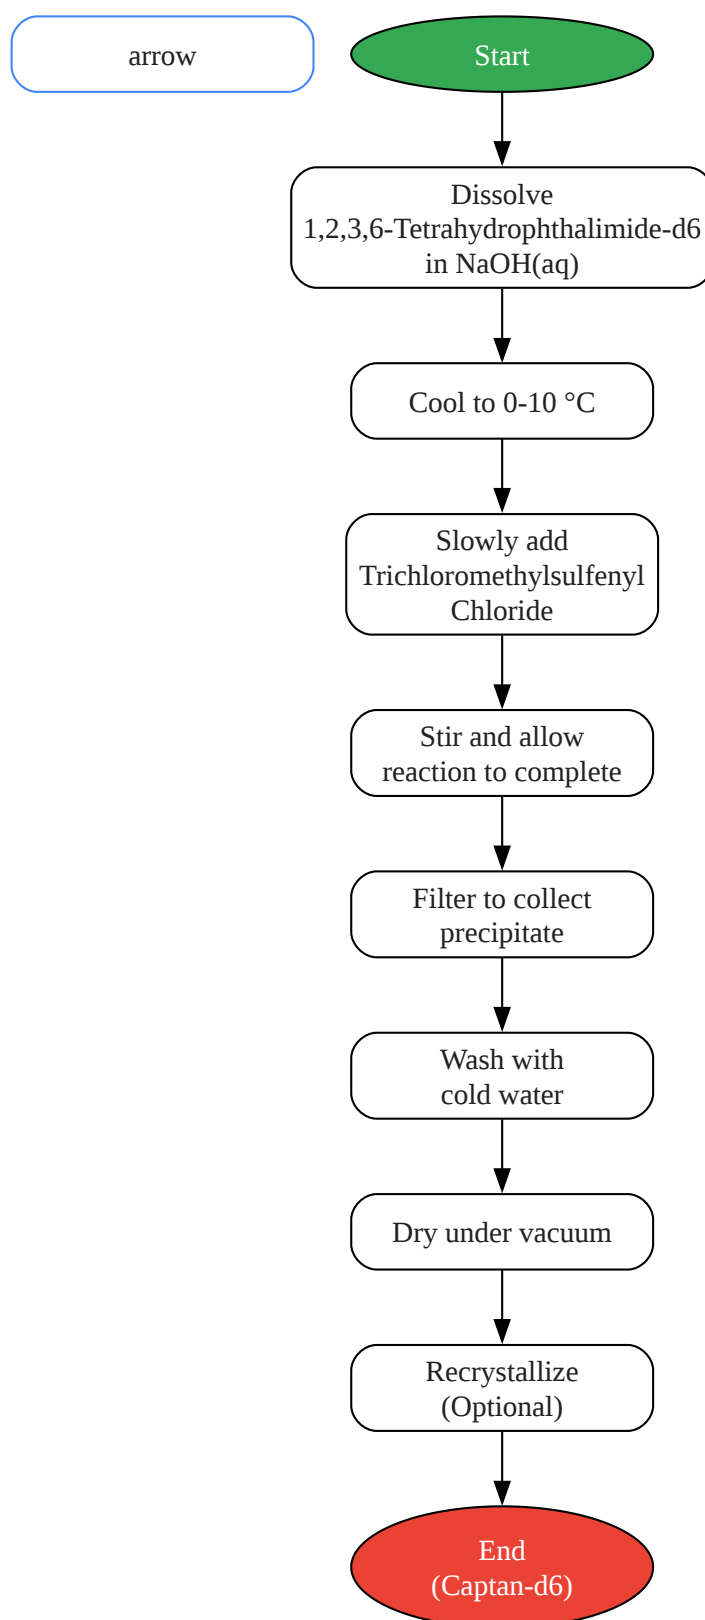 arrow
Start
Dissolve
1,2,3,6-Tetrahydrophthalimide-d6
in NaOH(aq)
Cool to 0-10 °C
Slowly add
Trichloromethylsulfenyl
Chloride
Stir and allow
reaction to complete
Filter to collect
precipitate
Wash with
cold water
Dry under vacuum
Recrystallize
(Optional)
End
(Captan-d6)